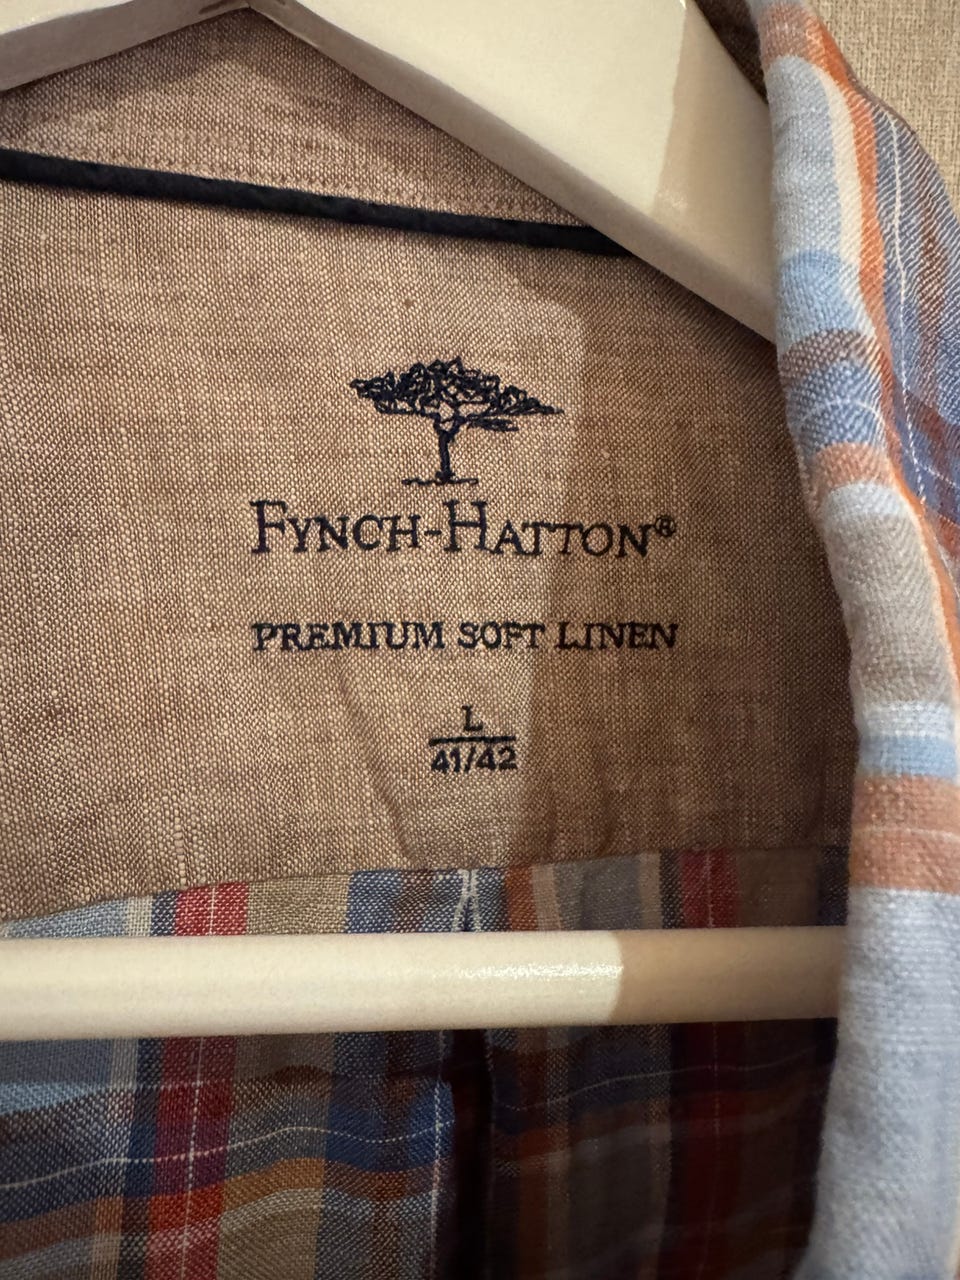 FYNCH-HATTON®
PREMIUM SOFT LINEN
L
41/42